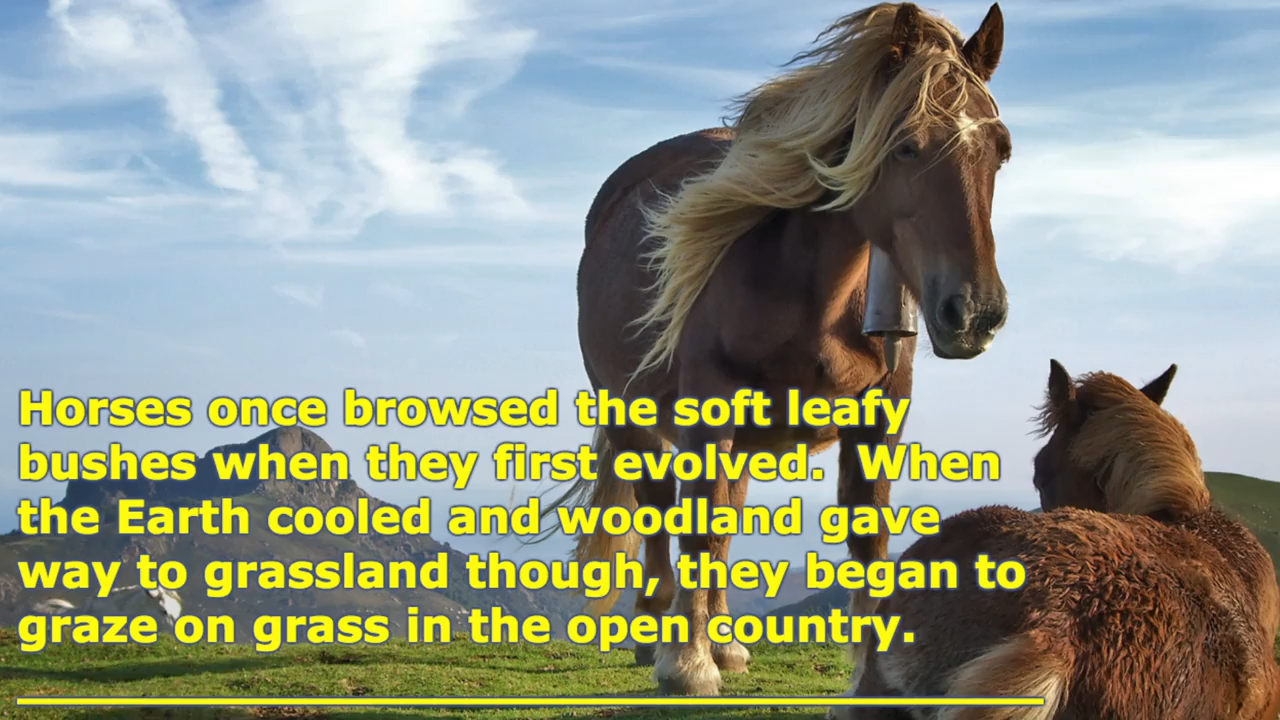 Horses once browsed the soft leafy
bushes when they first evolved.  When
the Earth cooled and woodland gave
way to grassland though, they began to
graze on grass in the open country.